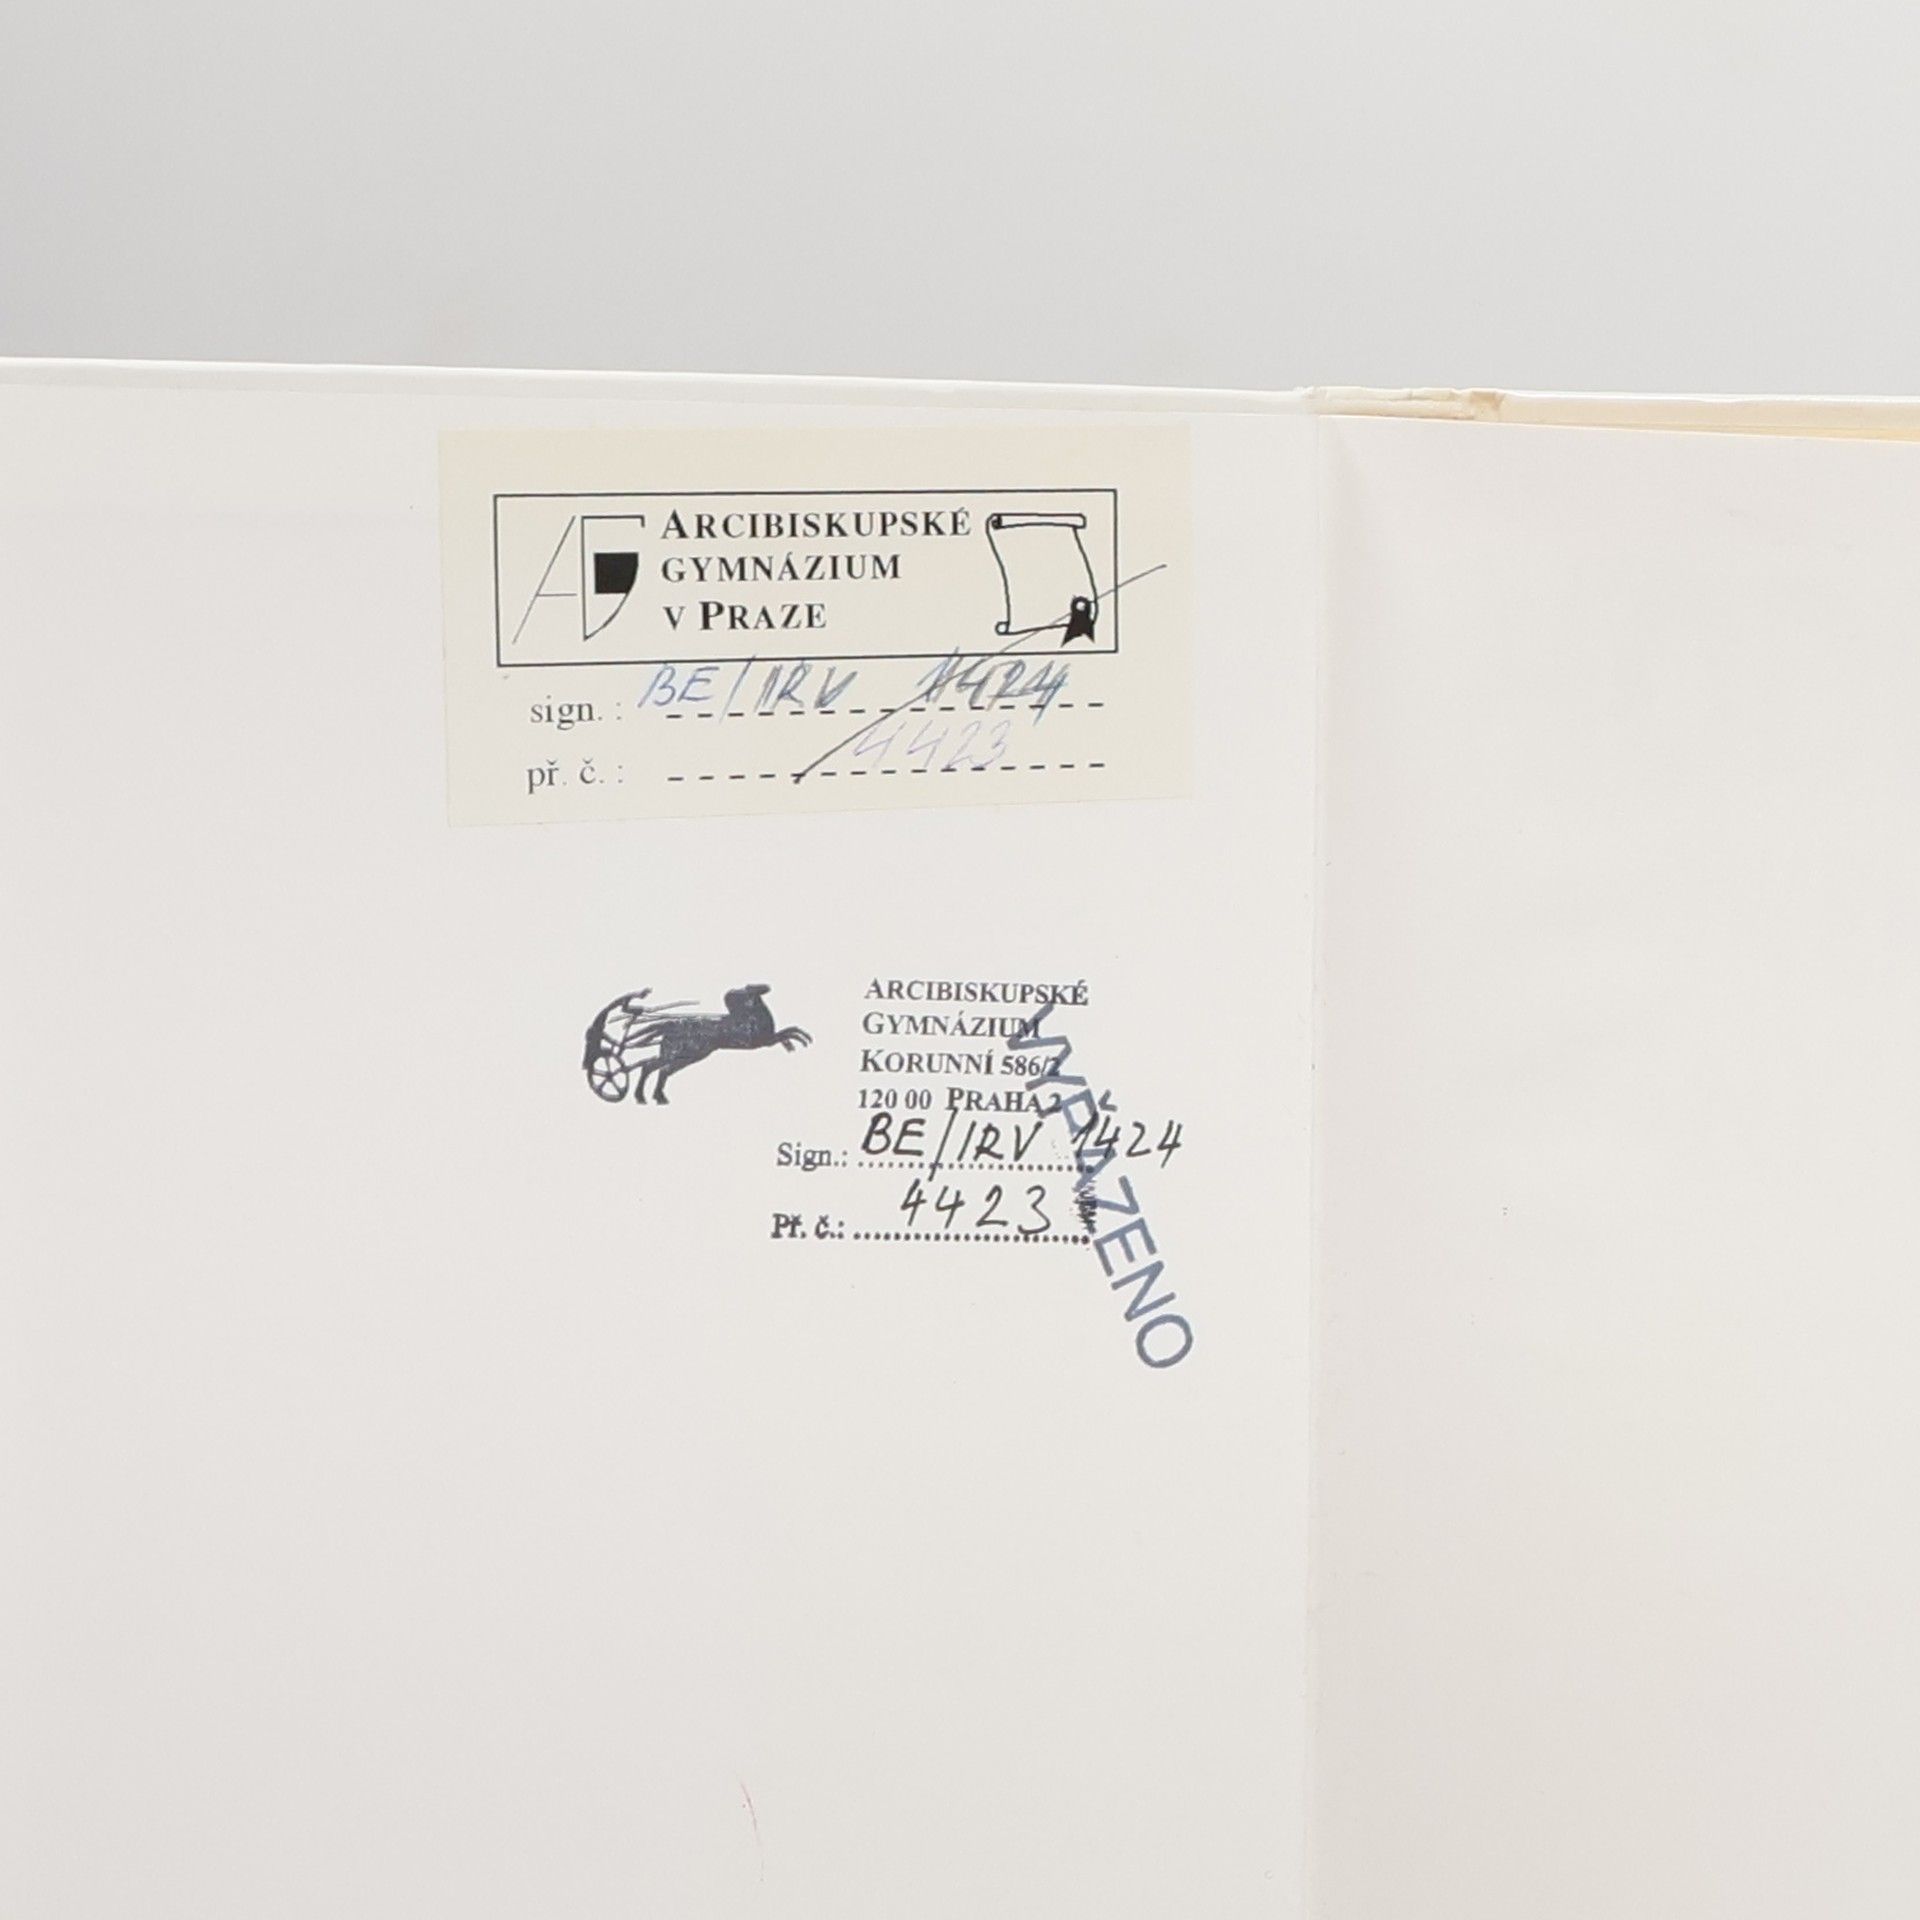 ARCIBISKUPSKÉ
GYMNÁZIUM
V PRAZE
sign. : BE/IRV 1424
př. č. : 4423
ARCIBISKUPSKÉ
GYMNÁZIUM
KORUNNÍ 586/2
120 00 PRAHA 2
Sign.: BE/IRV 1424
Př. č.: 4423
VYŘAZENO